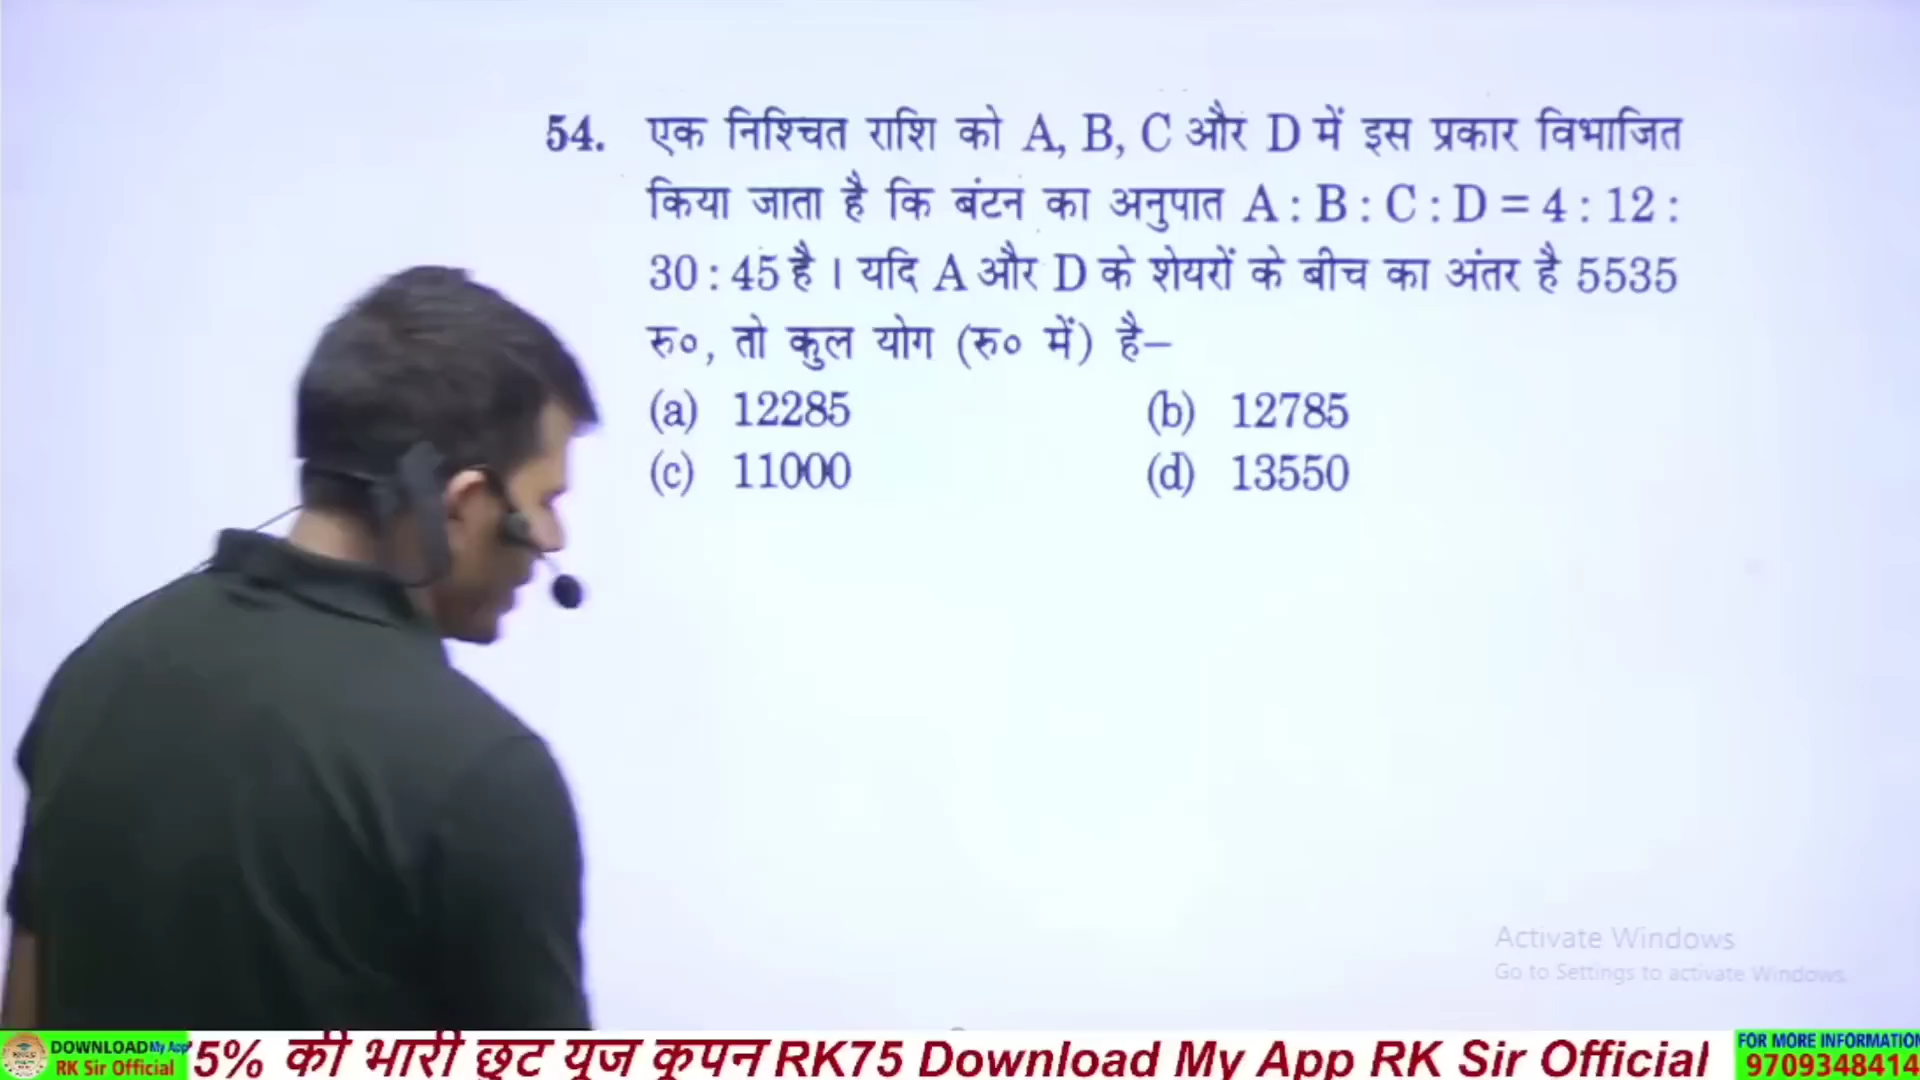 54. एक निश्चित राशि को A, B, C और D में इस प्रकार विभाजित
किया जाता है कि बंटन का अनुपात A : B : C : D = 4 : 12 :
30 : 45 है । यदि A और D के शेयरों के बीच का अंतर है 5535
रु०, तो कुल योग (रु० में) है–
(a) 12285 (b) 12785
(c) 11000 (d) 13550
Activate Windows
Go to Settings to activate Windows.
DOWNLOAD My App
RK Sir Official
5% की भारी छूट यूज कूपन RK75 Download My App RK Sir Official
FOR MORE INFORMATION
9709348414